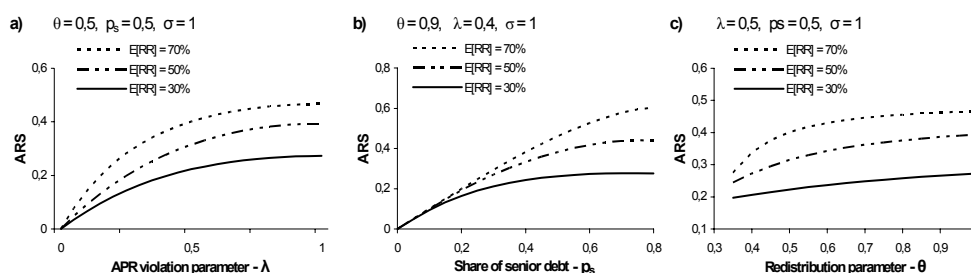 a) θ = 0,5, pₛ = 0,5, σ = 1
E[RR] = 70%
E[RR] = 50%
E[RR] = 30%
0,6
0,4
0,2
0
ARS
0 0,5 1
APR violation parameter - λ
b) θ = 0,9, λ = 0,4, σ = 1
E[RR] = 70%
E[RR] = 50%
E[RR] = 30%
0,8
0,6
0,4
0,2
0
ARS
0 0,2 0,4 0,6 0,8
Share of senior debt - pₛ
c) λ = 0,5, ps = 0,5, σ = 1
E[RR] = 70%
E[RR] = 50%
E[RR] = 30%
0,6
0,5
0,4
0,3
0,2
0,1
ARS
0,3 0,4 0,5 0,6 0,7 0,8 0,9
Redistribution parameter - θ